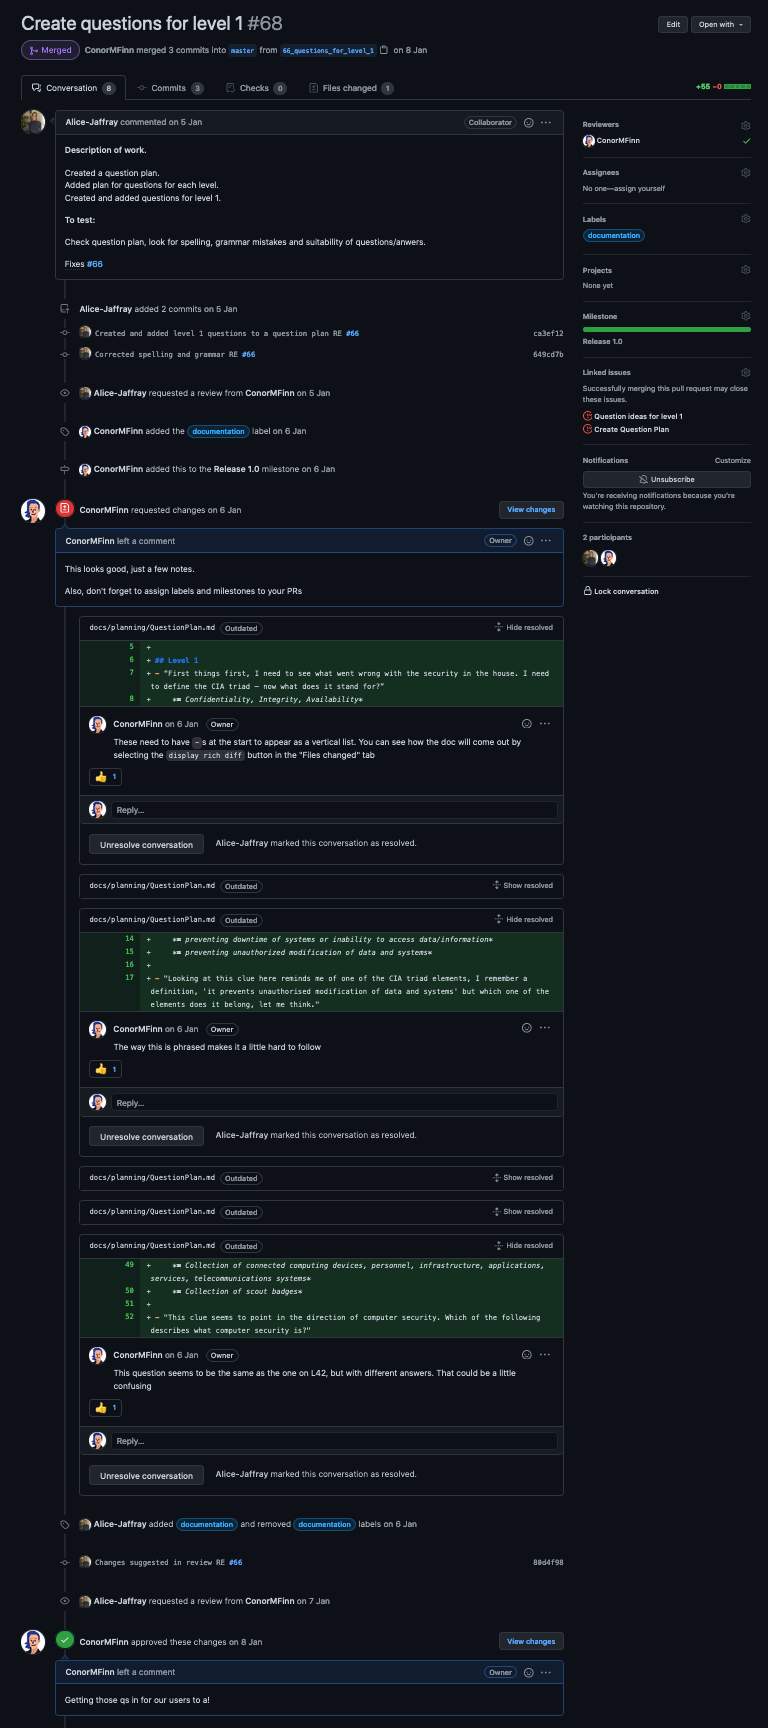 Create questions for level 1 #68
Edit
Open with
Merged
ConorMFinn merged 3 commits into master from 66_questions_for_level_1 on 8 Jan
Conversation 8
Commits 3
Checks 0
Files changed 1
+55 −0
Alice-Jaffray commented on 5 Jan
Collaborator
Description of work.
Created a question plan.
Added plan for questions for each level.
Created and added questions for level 1.
To test:
Check question plan, look for spelling, grammar mistakes and suitability of questions/anwers.
Fixes #66
Alice-Jaffray added 2 commits on 5 Jan
Created and added level 1 questions to a question plan RE #66
ca3ef12
Corrected spelling and grammar RE #66
649cd7b
Alice-Jaffray requested a review from ConorMFinn on 5 Jan
ConorMFinn added the documentation label on 6 Jan
ConorMFinn added this to the Release 1.0 milestone on 6 Jan
ConorMFinn requested changes on 6 Jan
View changes
ConorMFinn left a comment
Owner
This looks good, just a few notes.
Also, don't forget to assign labels and milestones to your PRs
docs/planning/QuestionPlan.md Outdated
Hide resolved
5 +
6 + ## Level 1
7 + - "First things first, I need to see what went wrong with the security in the house. I need
to define the CIA triad – now what does it stand for?"
8 + *= Confidentiality, Integrity, Availability*
ConorMFinn on 6 Jan Owner
These need to have - s at the start to appear as a vertical list. You can see how the doc will come out by
selecting the display rich diff button in the "Files changed" tab
👍 1
Reply...
Unresolve conversation
Alice-Jaffray marked this conversation as resolved.
docs/planning/QuestionPlan.md Outdated
Show resolved
docs/planning/QuestionPlan.md Outdated
Hide resolved
14 + *= preventing downtime of systems or inability to access data/information*
15 + *= preventing unauthorized modification of data and systems*
16 +
17 + - "Looking at this clue here reminds me of one of the CIA triad elements, I remember a
definition, 'it prevents unauthorised modification of data and systems' but which one of the
elements does it belong, let me think."
ConorMFinn on 6 Jan Owner
The way this is phrased makes it a little hard to follow
👍 1
Reply...
Unresolve conversation
Alice-Jaffray marked this conversation as resolved.
docs/planning/QuestionPlan.md Outdated
Show resolved
docs/planning/QuestionPlan.md Outdated
Show resolved
docs/planning/QuestionPlan.md Outdated
Hide resolved
49 + *= Collection of connected computing devices, personnel, infrastructure, applications,
services, telecommunications systems*
50 + *= Collection of scout badges*
51 +
52 + - "This clue seems to point in the direction of computer security. Which of the following
describes what computer security is?"
ConorMFinn on 6 Jan Owner
This question seems to be the same as the one on L42, but with different answers. That could be a little
confusing
👍 1
Reply...
Unresolve conversation
Alice-Jaffray marked this conversation as resolved.
Alice-Jaffray added documentation and removed documentation labels on 6 Jan
Changes suggested in review RE #66
80d4f98
Alice-Jaffray requested a review from ConorMFinn on 7 Jan
ConorMFinn approved these changes on 8 Jan
View changes
ConorMFinn left a comment
Owner
Getting those qs in for our users to a!
Reviewers
ConorMFinn
Assignees
No one—assign yourself
Labels
documentation
Projects
None yet
Milestone
Release 1.0
Linked issues
Successfully merging this pull request may close
these issues.
Question ideas for level 1
Create Question Plan
Notifications
Customize
Unsubscribe
You're receiving notifications because you're
watching this repository.
2 participants
Lock conversation